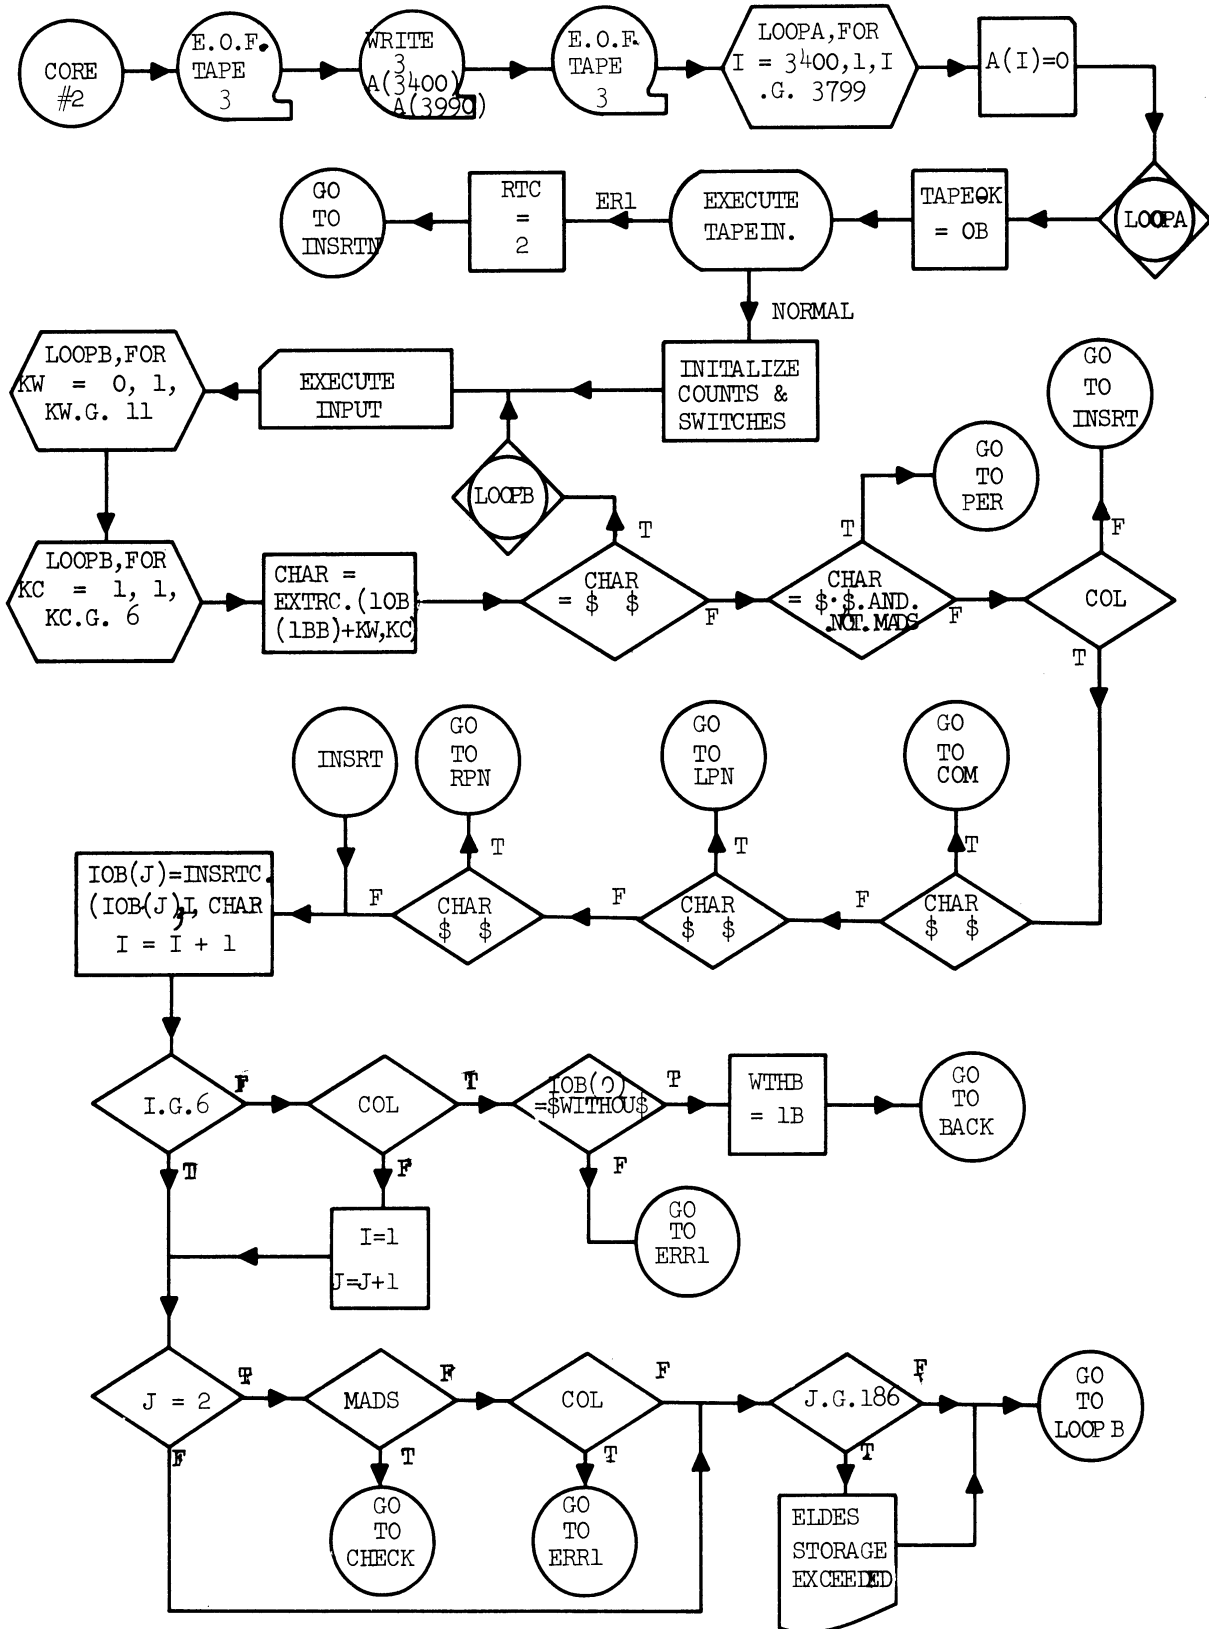 CORE
#2
E.O.F.
TAPE
3
WRITE
3
A(3400)
A(3990)
E.O.F.
TAPE
3
LOOPA,FOR
I = 3400,1,I
.G. 3799
A(I)=0
LOOPA
TAPEOK
= 0B
EXECUTE
TAPEIN.
ER1
RTC
=
2
GO
TO
INSRTN
NORMAL
INITALIZE
COUNTS &
SWITCHES
EXECUTE
INPUT
LOOPB,FOR
KW = 0, 1,
KW.G. 11
LOOPB
LOOPB,FOR
KC = 1, 1,
KC.G. 6
CHAR =
EXTRC.(IOB
(1BB)+KW,KC)
CHAR
= $ $
T
F
CHAR
= $.$.AND.
.NOT.MADS
T
F
GO
TO
PER
COL
F
T
GO
TO
INSRT
INSRT
GO
TO
RPN
GO
TO
LPN
GO
TO
COM
T
T
T
CHAR
$ $
F
CHAR
$ $
F
CHAR
$ $
F
IOB(J)=INSRTC.
(IOB(J),I, CHAR
I = I + 1
I.G.6
F
T
COL
T
F
IOB(0)
=$WITHOU$
T
F
WTHB
= 1B
GO
TO
BACK
GO
TO
ERR1
I=1
J=J+1
J = 2
T
F
MADS
F
T
COL
F
T
J.G.186
F
T
GO
TO
LOOPB
GO
TO
CHECK
GO
TO
ERR1
ELDES
STORAGE
EXCEEDED